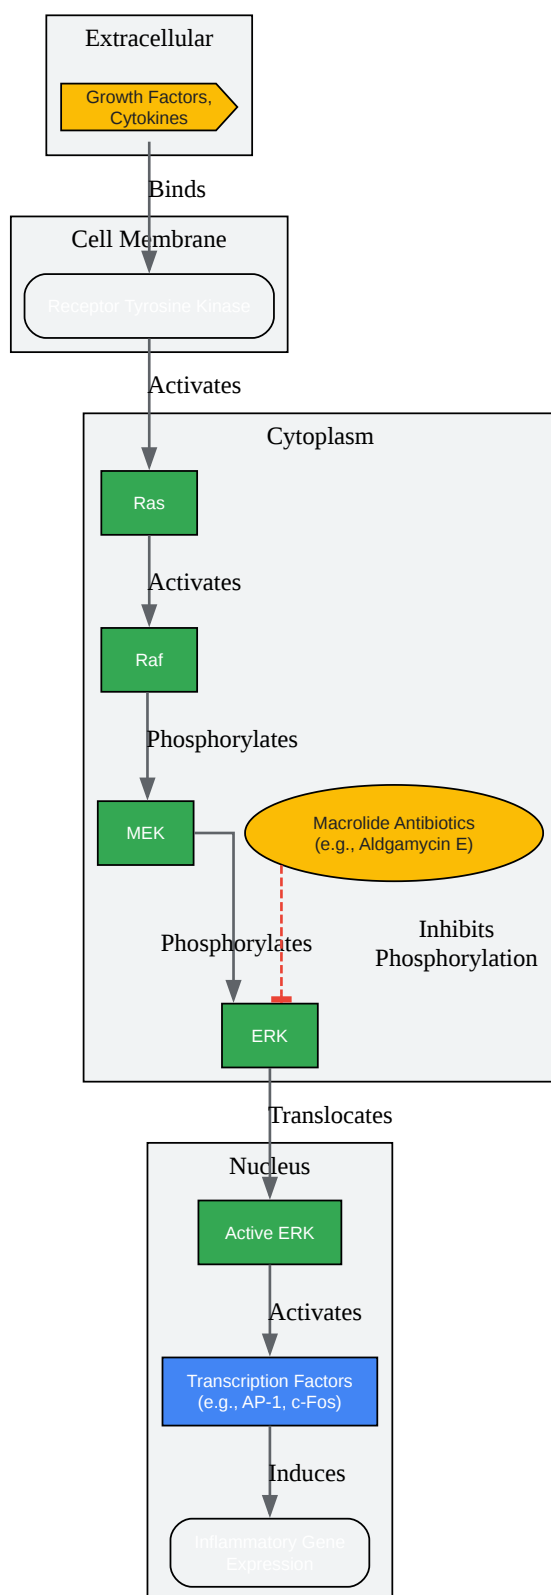 Extracellular
Growth Factors,
Cytokines
Binds
Cell Membrane
Receptor Tyrosine Kinase
Activates
Cytoplasm
Ras
Activates
Raf
Phosphorylates
MEK
Macrolide Antibiotics
(e.g., Aldgamycin E)
Phosphorylates
Inhibits
Phosphorylation
ERK
Translocates
Nucleus
Active ERK
Activates
Transcription Factors
(e.g., AP-1, c-Fos)
Induces
Inflammatory Gene
Expression